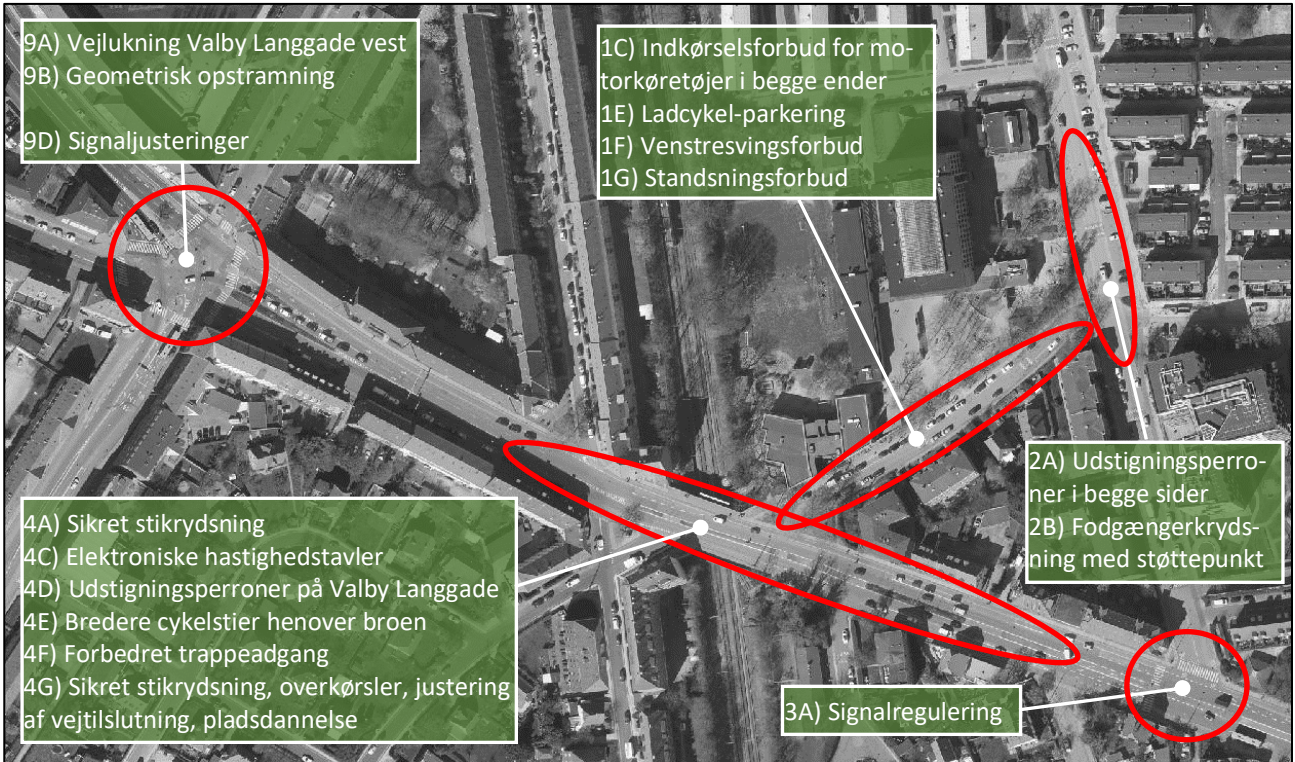 9A) Vejlukning Valby Langgade vest
9B) Geometrisk opstramning
9D) Signaljusteringer
1C) Indkørselsforbud for mo-
torkøretøjer i begge ender
1E) Ladcykel-parkering
1F) Venstresvingsforbud
1G) Standsningsforbud
2A) Udstigningsperro-
ner i begge sider
2B) Fodgængerkryds-
ning med støttepunkt
4A) Sikret stikrydsning
4C) Elektroniske hastighedstavler
4D) Udstigningsperroner på Valby Langgade
4E) Bredere cykelstier henover broen
4F) Forbedret trappeadgang
4G) Sikret stikrydsning, overkørsler, justering
af vejtilslutning, pladsdannelse
3A) Signalregulering